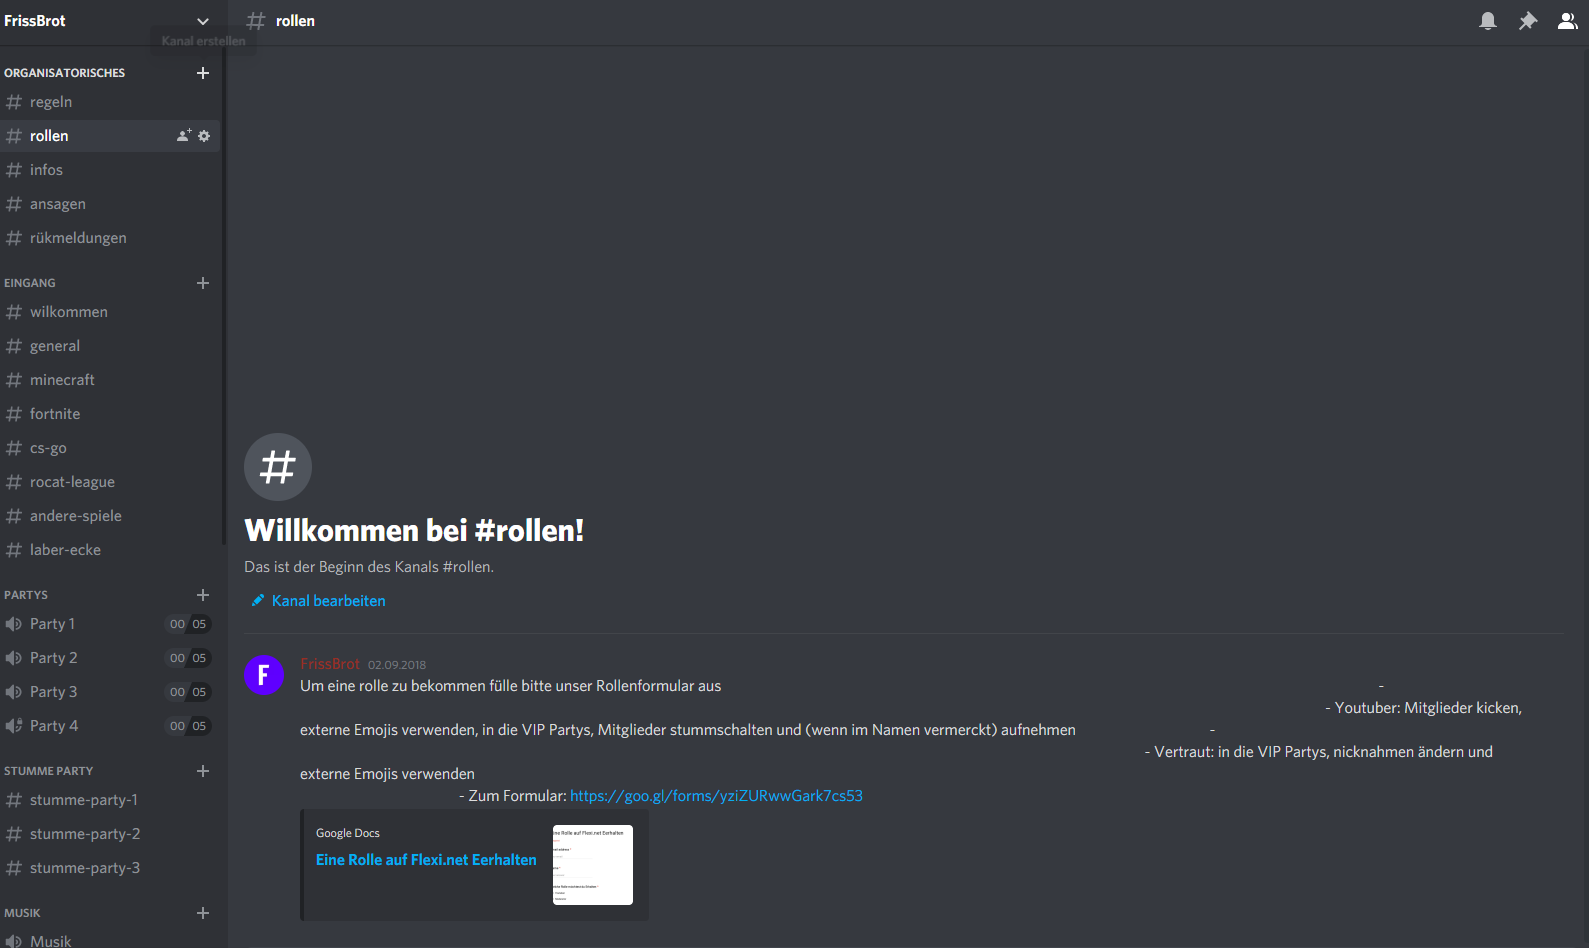 FrissBrot
Kanal erstellen
# rollen
ORGANISATORISCHES +
# regeln
# rollen
# infos
# ansagen
# rükmeldungen
EINGANG +
# wilkommen
# general
# minecraft
# fortnite
# cs-go
# rocat-league
# andere-spiele
# laber-ecke
PARTYS +
Party 1 00 05
Party 2 00 05
Party 3 00 05
Party 4 00 05
STUMME PARTY +
# stumme-party-1
# stumme-party-2
# stumme-party-3
MUSIK +
Musik
#
Willkommen bei #rollen!
Das ist der Beginn des Kanals #rollen.
Kanal bearbeiten
F
FrissBrot 02.09.2018
Um eine rolle zu bekommen fülle bitte unser Rollenformular aus -
- Youtuber: Mitglieder kicken,
externe Emojis verwenden, in die VIP Partys, Mitglieder stummschalten und (wenn im Namen vermerckt) aufnehmen -
- Vertraut: in die VIP Partys, nicknahmen ändern und
externe Emojis verwenden
- Zum Formular: https://goo.gl/forms/yziZURwwGark7cs53
Google Docs
Eine Rolle auf Flexi.net Eerhalten
ine Rolle auf Flexi.net Eerhalten